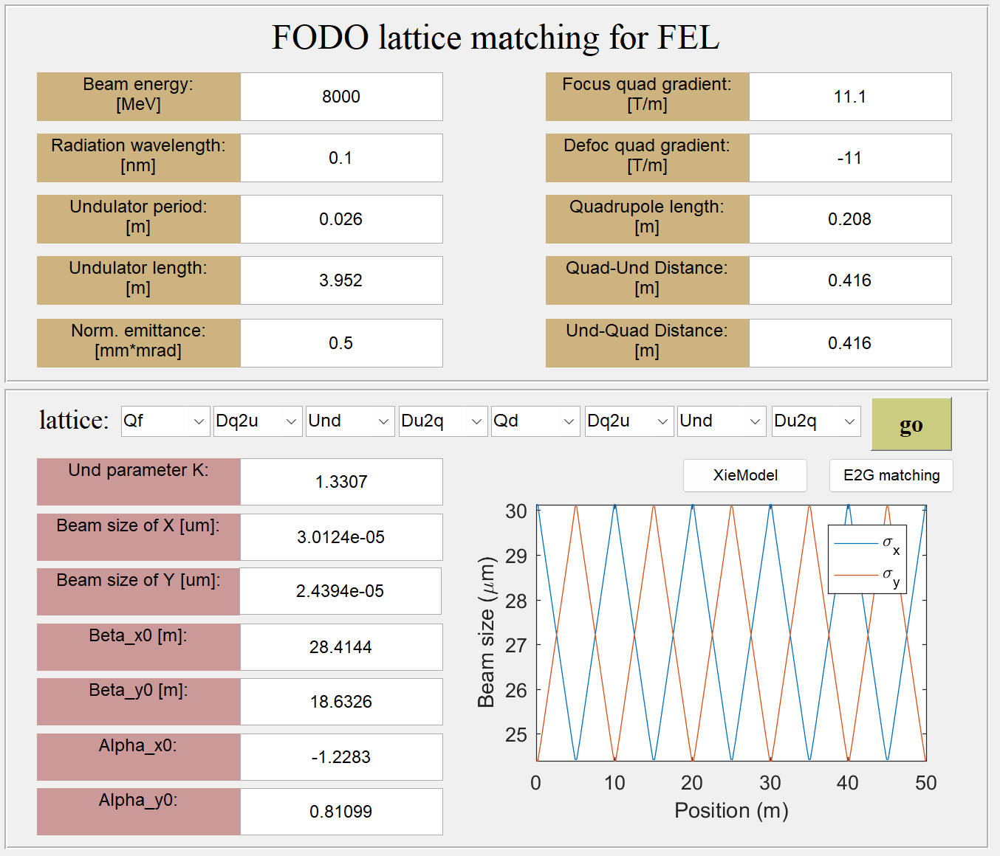 FODO lattice matching for FEL
Beam energy:
[MeV]
8000
Focus quad gradient:
[T/m]
11.1
Radiation wavelength:
[nm]
0.1
Defoc quad gradient:
[T/m]
-11
Undulator period:
[m]
0.026
Quadrupole length:
[m]
0.208
Undulator length:
[m]
3.952
Quad-Und Distance:
[m]
0.416
Norm. emittance:
[mm*mrad]
0.5
Und-Quad Distance:
[m]
0.416
lattice: Qf Dq2u Und Du2q Qd Dq2u Und Du2q go
Und parameter K:
1.3307
Beam size of X [um]:
3.0124e-05
Beam size of Y [um]:
2.4394e-05
Beta_x0 [m]:
28.4144
Beta_y0 [m]:
18.6326
Alpha_x0:
-1.2283
Alpha_y0:
0.81099
XieModel E2G matching
30
29
28
27
26
25
Beam size (μm)
σx
σy
0 10 20 30 40 50
Position (m)